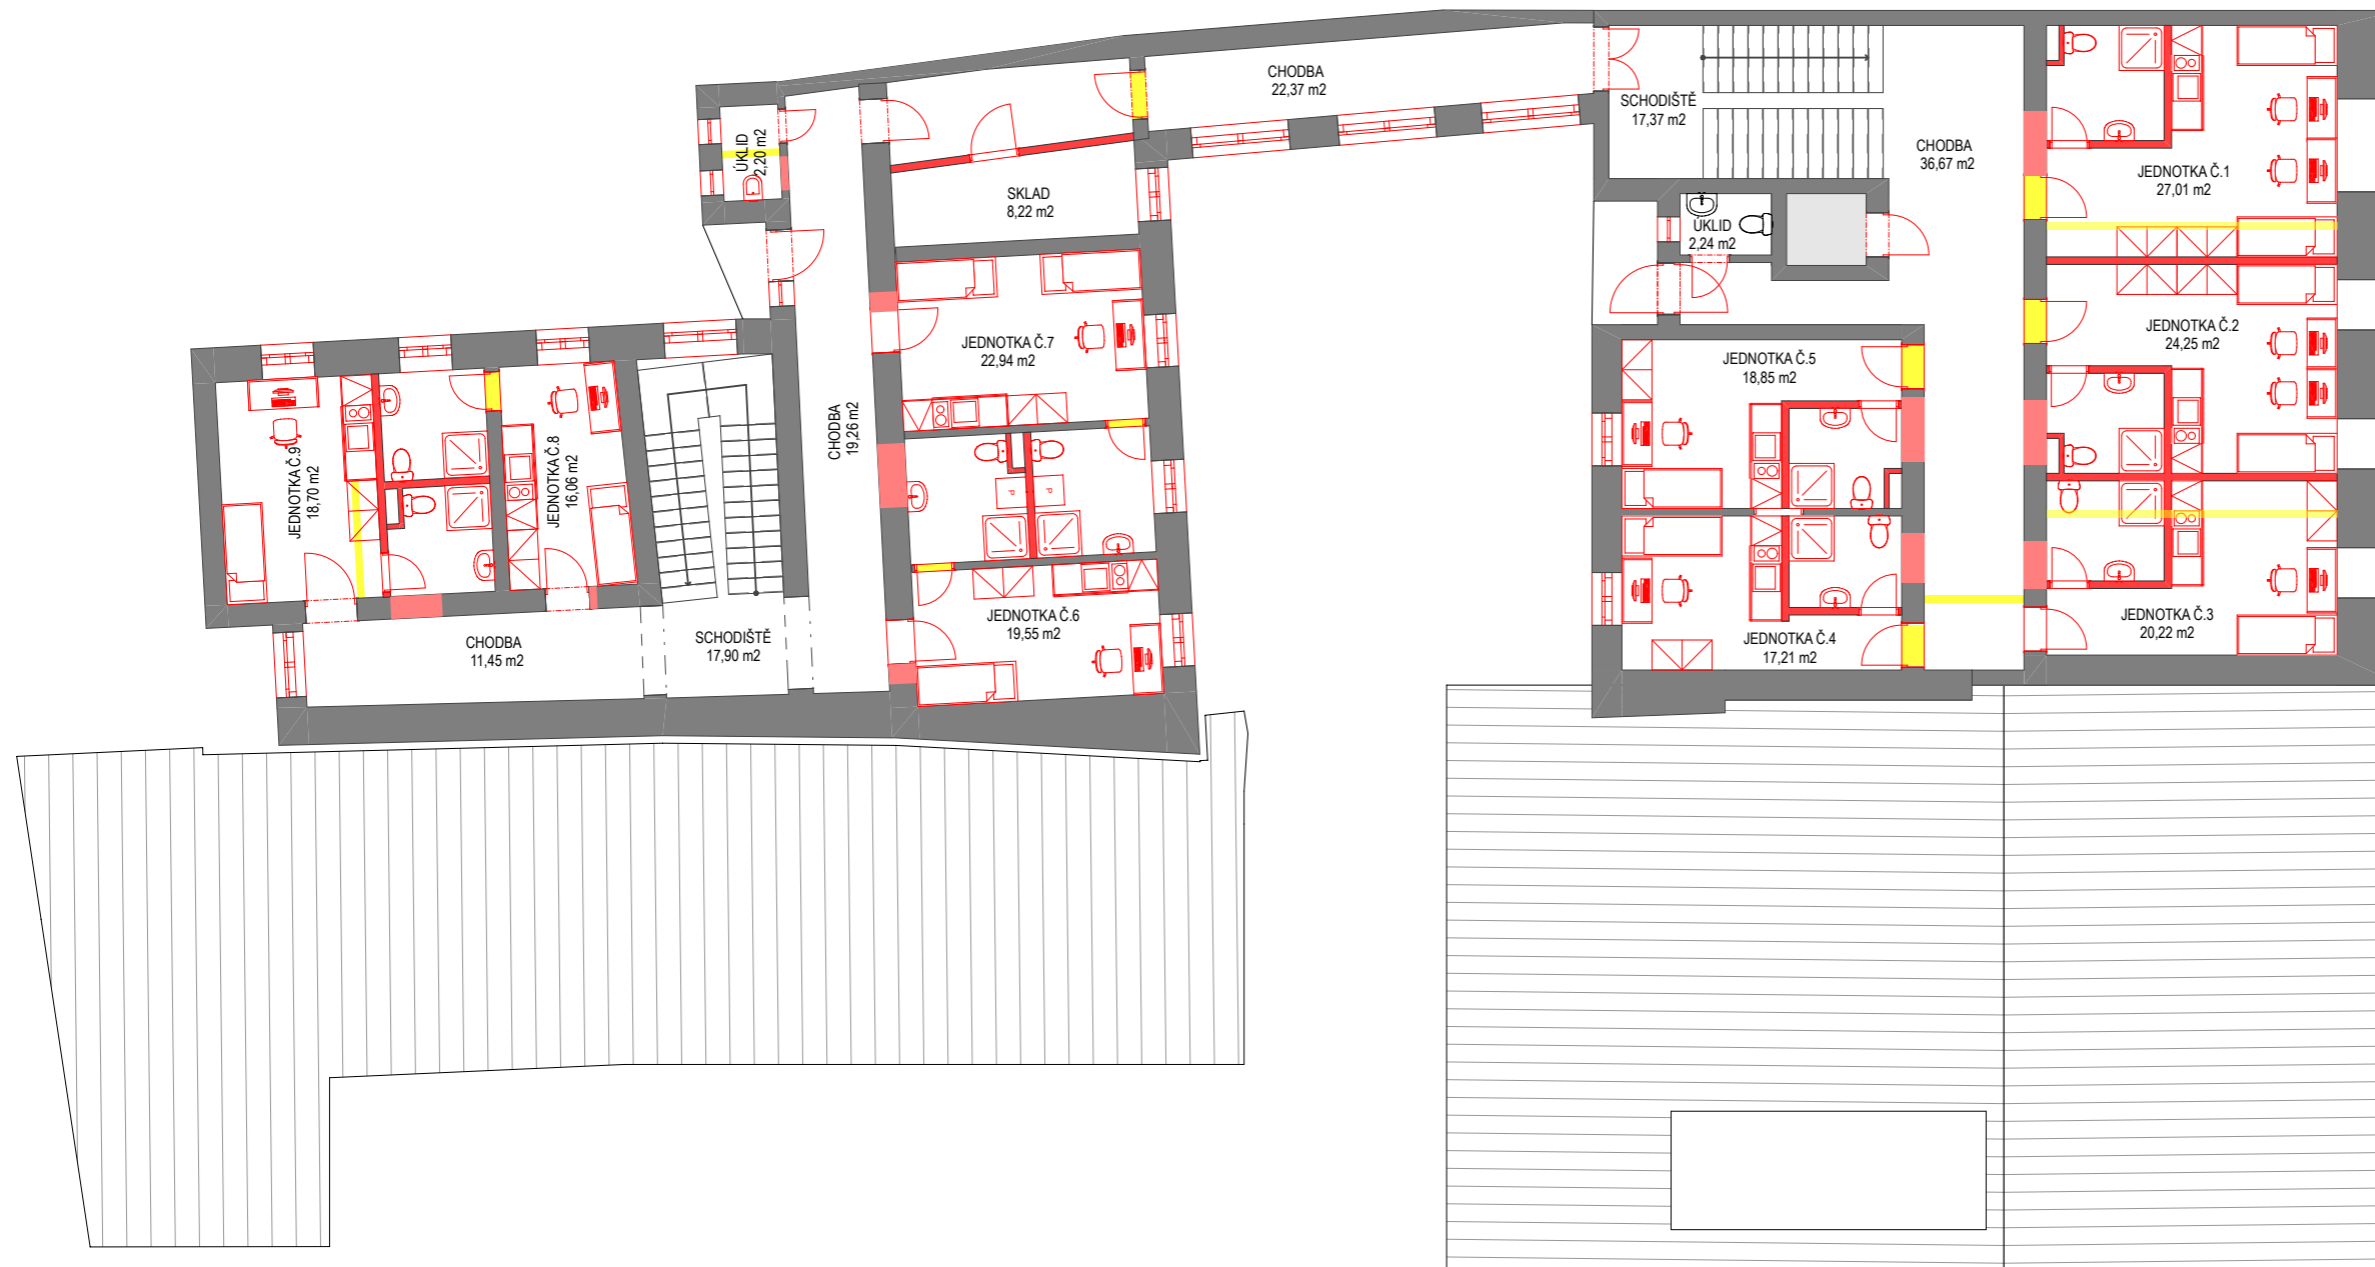 CHODBA
22,37 m2
SCHODIŠTĚ
17,37 m2
CHODBA
36,67 m2
JEDNOTKA Č.1
27,01 m2
ÚKLID
2,20 m2
SKLAD
8,22 m2
ÚKLID
2,24 m2
JEDNOTKA Č.2
24,25 m2
JEDNOTKA Č.7
22,94 m2
JEDNOTKA Č.5
18,85 m2
CHODBA
19,26 m2
JEDNOTKA Č.9
18,70 m2
JEDNOTKA Č.8
16,06 m2
P
P
JEDNOTKA Č.6
19,55 m2
JEDNOTKA Č.3
20,22 m2
JEDNOTKA Č.4
17,21 m2
CHODBA
11,45 m2
SCHODIŠTĚ
17,90 m2